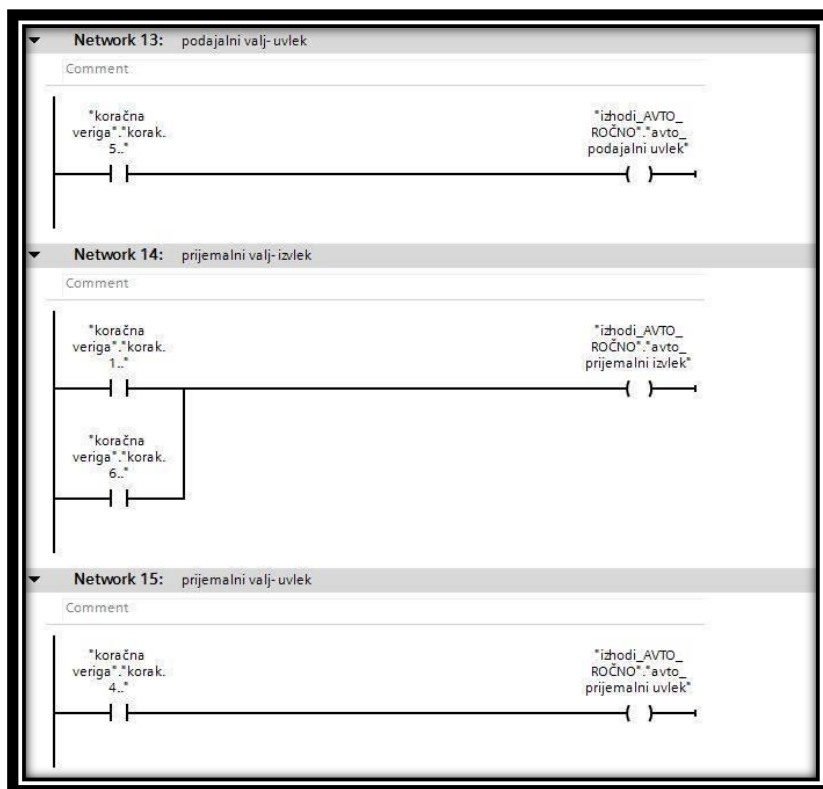 Network 13: podajalni valj-uvlek
Comment
"koračna
veriga"."korak.
5.."
"izhodi_AVTO_
ROČNO"."avto_
podajalni uvlek"
Network 14: prijemalni valj-izvlek
Comment
"koračna
veriga"."korak.
1.."
"izhodi_AVTO_
ROČNO"."avto_
prijemalni izvlek"
"koračna
veriga"."korak.
6.."
Network 15: prijemalni valj-uvlek
Comment
"koračna
veriga"."korak.
4.."
"izhodi_AVTO_
ROČNO"."avto_
prijemalni uvlek"